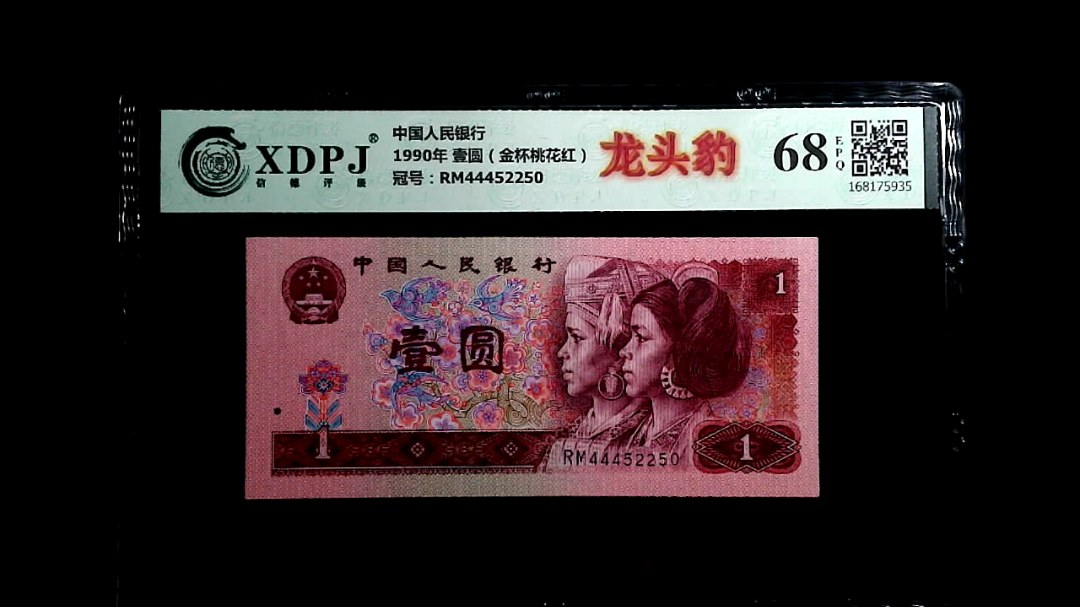 XDPJ®
信德评级
中国人民银行
1990年 壹圆（金杯桃花红）
冠号：RM44452250
龙头豹
68
EPQ
168175935
中国人民银行
1
壹圆
1
RM44452250
1